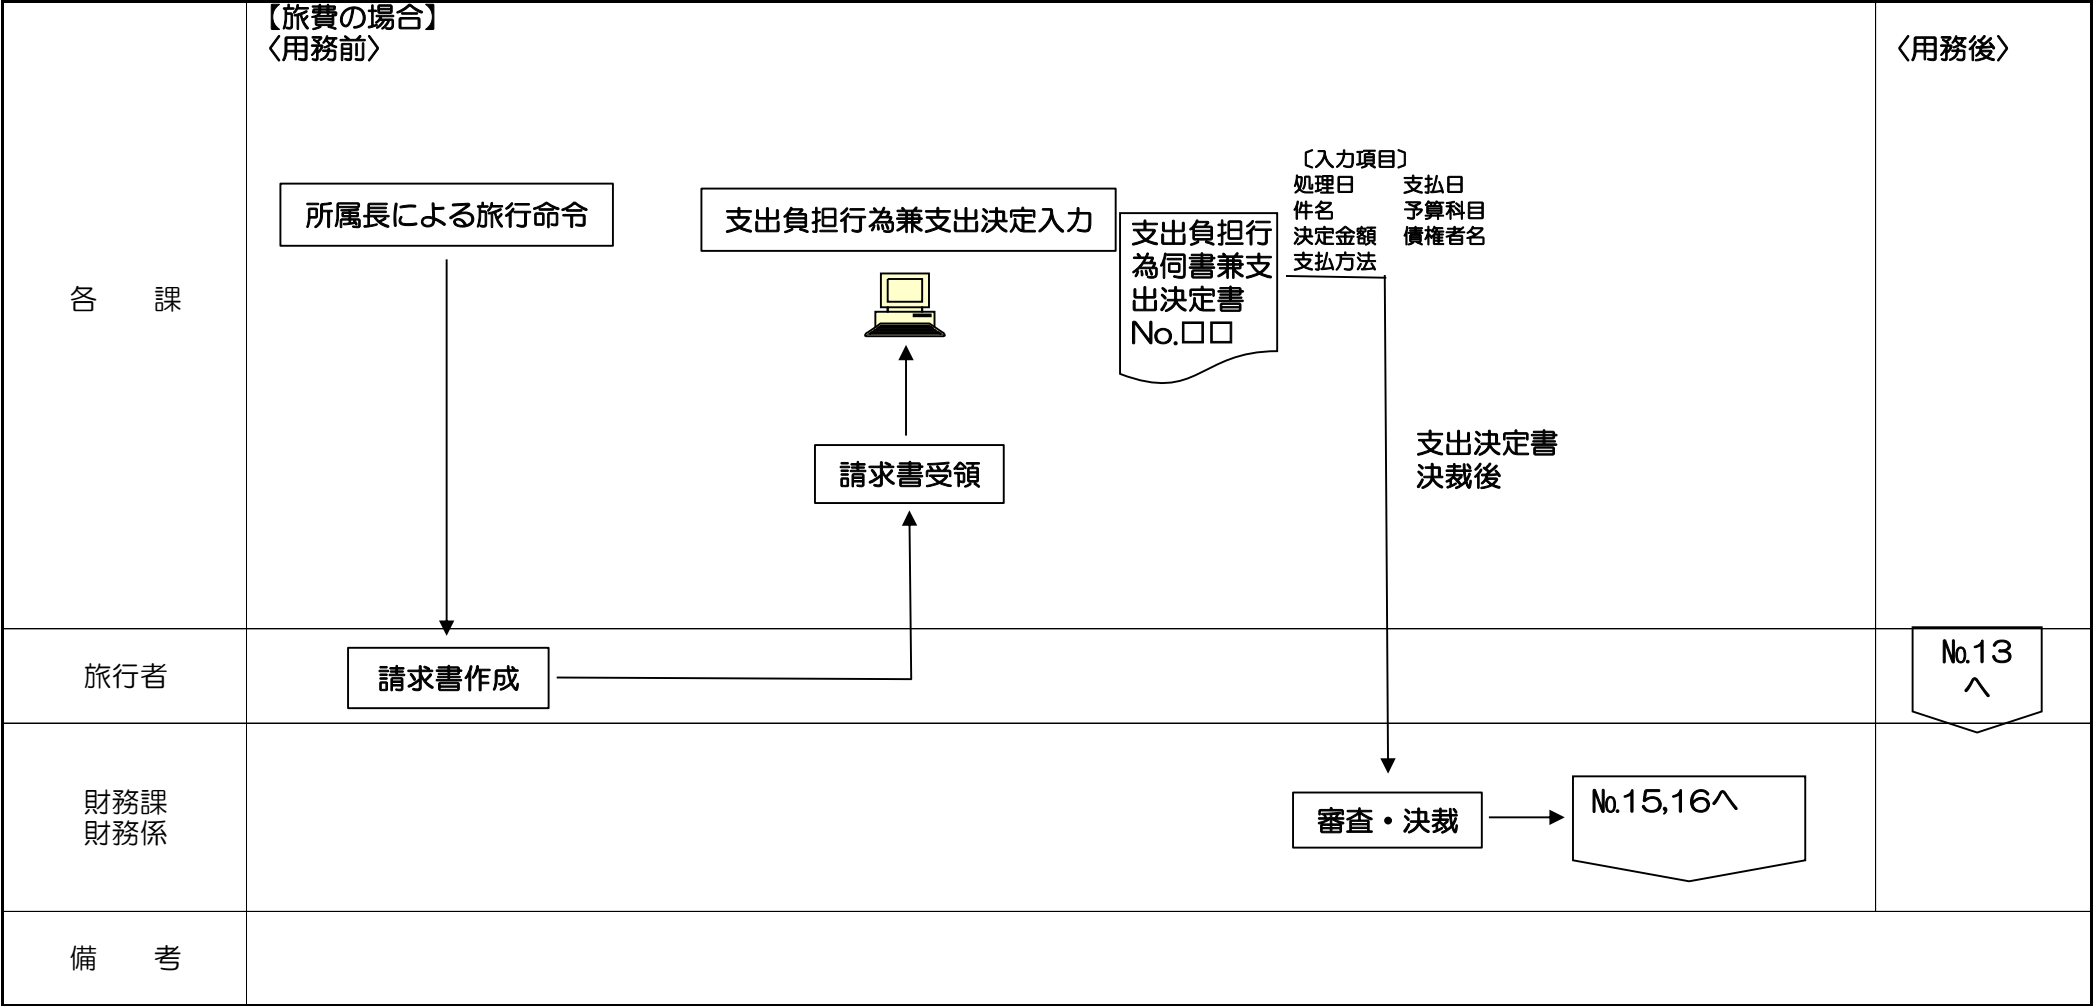 【旅費の場合】
〈用務前〉
〈用務後〉
各　　課
所属長による旅行命令
支出負担行為兼支出決定入力
支出負担行
為伺書兼支
出決定書
No.□□
〔入力項目〕
処理日　　支払日
件名　　　予算科目
決定金額　債権者名
支払方法
請求書受領
支出決定書
決裁後
旅行者
請求書作成
№13
へ
財務課
財務係
審査・決裁
№15,16へ
備　　考